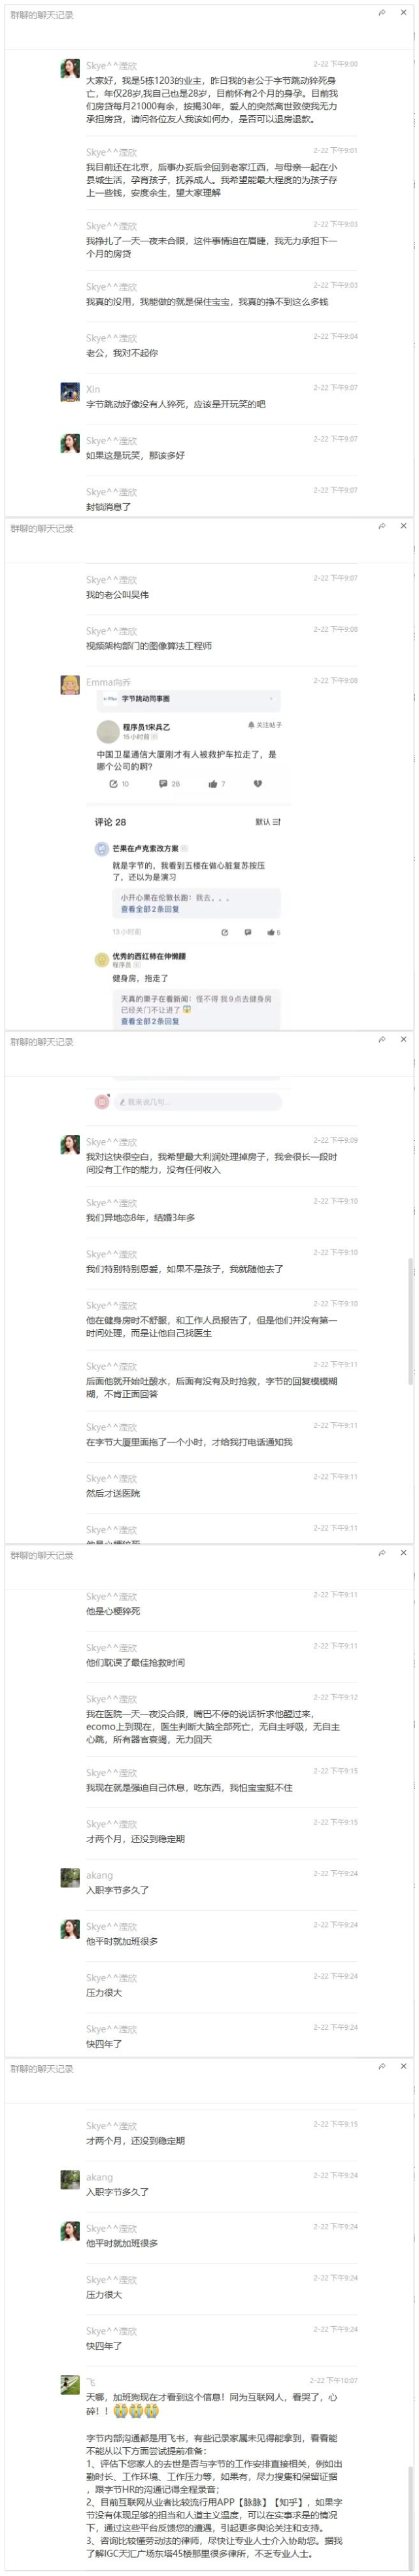 群聊的聊天记录
Skye^^滢欣
2-22 下午9:00
大家好，我是5栋1203的业主，昨日我的老公于字节跳动猝死身
亡，年仅28岁,我自己也是28岁，目前怀有2个月的身孕。目前我
们房贷每月21000有余，按揭30年，爱人的突然离世致使我无力
承担房贷，请问各位友人我该如何办，是否可以退房退款。
Skye^^滢欣
2-22 下午9:01
我目前还在北京，后事办妥后会回到老家江西，与母亲一起在小
县城生活，孕育孩子，抚养成人。我希望能最大程度的为孩子存
上一些钱，安度余生，望大家理解
Skye^^滢欣
2-22 下午9:03
我挣扎了一天一夜未合眼，这件事情迫在眉睫，我无力承担下一
个月的房贷
Skye^^滢欣
2-22 下午9:03
我真的没用，我能做的就是保住宝宝，我真的挣不到这么多钱
Skye^^滢欣
2-22 下午9:04
老公，我对不起你
Xin
2-22 下午9:07
字节跳动好像没有人猝死，应该是开玩笑的吧
Skye^^滢欣
2-22 下午9:07
如果这是玩笑，那该多好
Skye^^滢欣
2-22 下午9:07
封锁消息了
群聊的聊天记录
Skye^^滢欣
2-22 下午9:07
我的老公叫吴伟
Skye^^滢欣
2-22 下午9:08
视频架构部门的图像算法工程师
Emma向乔
2-22 下午9:08
字节跳动同事圈
程序员1宋兵乙
15小时前
关注帖子
中国卫星通信大厦刚才有人被救护车拉走了，是
哪个公司的啊?
10
28
7
评论 28
默认
芒果在卢克索改方案
就是字节的，我看到五楼在做心脏复苏按压
了，还以为是演习
小开心果在伦敦长跑：我去。。。
查看全部2条回复
13小时前
6
优秀的西红柿在伸懒腰
程序员
健身房，拖走了
天真的栗子在看新闻：怪不得 我9点去健身房
已经关门不让进了
查看全部2条回复
群聊的聊天记录
我来说几句...
Skye^^滢欣
2-22 下午9:09
我对这快很空白，我希望最大利润处理掉房子，我会很长一段时
间没有工作的能力，没有任何收入
Skye^^滢欣
2-22 下午9:10
我们异地恋8年，结婚3年多
Skye^^滢欣
2-22 下午9:10
我们特别特别恩爱，如果不是孩子，我就随他去了
Skye^^滢欣
2-22 下午9:10
他在健身房时不舒服，和工作人员报告了，但是他们并没有第一
时间处理，而是让他自己找医生
Skye^^滢欣
2-22 下午9:11
后面他就开始吐酸水，后面有没有及时抢救，字节的回复模模糊
糊，不肯正面回答
Skye^^滢欣
2-22 下午9:11
在字节大厦里面拖了一个小时，才给我打电话通知我
Skye^^滢欣
2-22 下午9:11
然后才送医院
Skye^^滢欣
2-22 下午9:11
他是心梗猝死
群聊的聊天记录
Skye^^滢欣
2-22 下午9:11
他是心梗猝死
Skye^^滢欣
2-22 下午9:11
他们耽误了最佳抢救时间
Skye^^滢欣
2-22 下午9:12
我在医院一天一夜没合眼，嘴巴不停的说话祈求他醒过来，
ecomo上到现在，医生判断大脑全部死亡，无自主呼吸，无自主
心跳，所有器官衰竭，无力回天
Skye^^滢欣
2-22 下午9:15
我现在就是强迫自己休息，吃东西，我怕宝宝挺不住
Skye^^滢欣
2-22 下午9:15
才两个月，还没到稳定期
akang
2-22 下午9:24
入职字节多久了
Skye^^滢欣
2-22 下午9:24
他平时就加班很多
Skye^^滢欣
2-22 下午9:24
压力很大
Skye^^滢欣
2-22 下午9:24
快四年了
群聊的聊天记录
Skye^^滢欣
2-22 下午9:15
才两个月，还没到稳定期
akang
2-22 下午9:24
入职字节多久了
Skye^^滢欣
2-22 下午9:24
他平时就加班很多
Skye^^滢欣
2-22 下午9:24
压力很大
Skye^^滢欣
2-22 下午9:24
快四年了
飞
2-22 下午10:07
天哪，加班到现在才看到这个信息！同为互联网人，看哭了，心
碎！！
字节内部沟通都是用飞书，有些记录家属未见得能拿到，看看能
不能从以下方面尝试提前准备：
1、评估下您家人的去世是否与字节的工作安排直接相关，例如出
勤时长、工作环境、工作压力等，如果有，尽力搜集和保留证据
，跟字节HR的沟通记得全程录音；
2、目前互联网从业者比较流行用APP【脉脉】【知乎】，如果字
节没有体现足够的担当和人道主义温度，可以在实事求是的情况
下，通过这些平台反馈您的遭遇，引起更多舆论关注和支持。
3、咨询比较懂劳动法的律师，尽快让专业人士介入协助您。据我
了解IGC天汇广场东塔45楼那里很多律所，不乏专业人士。